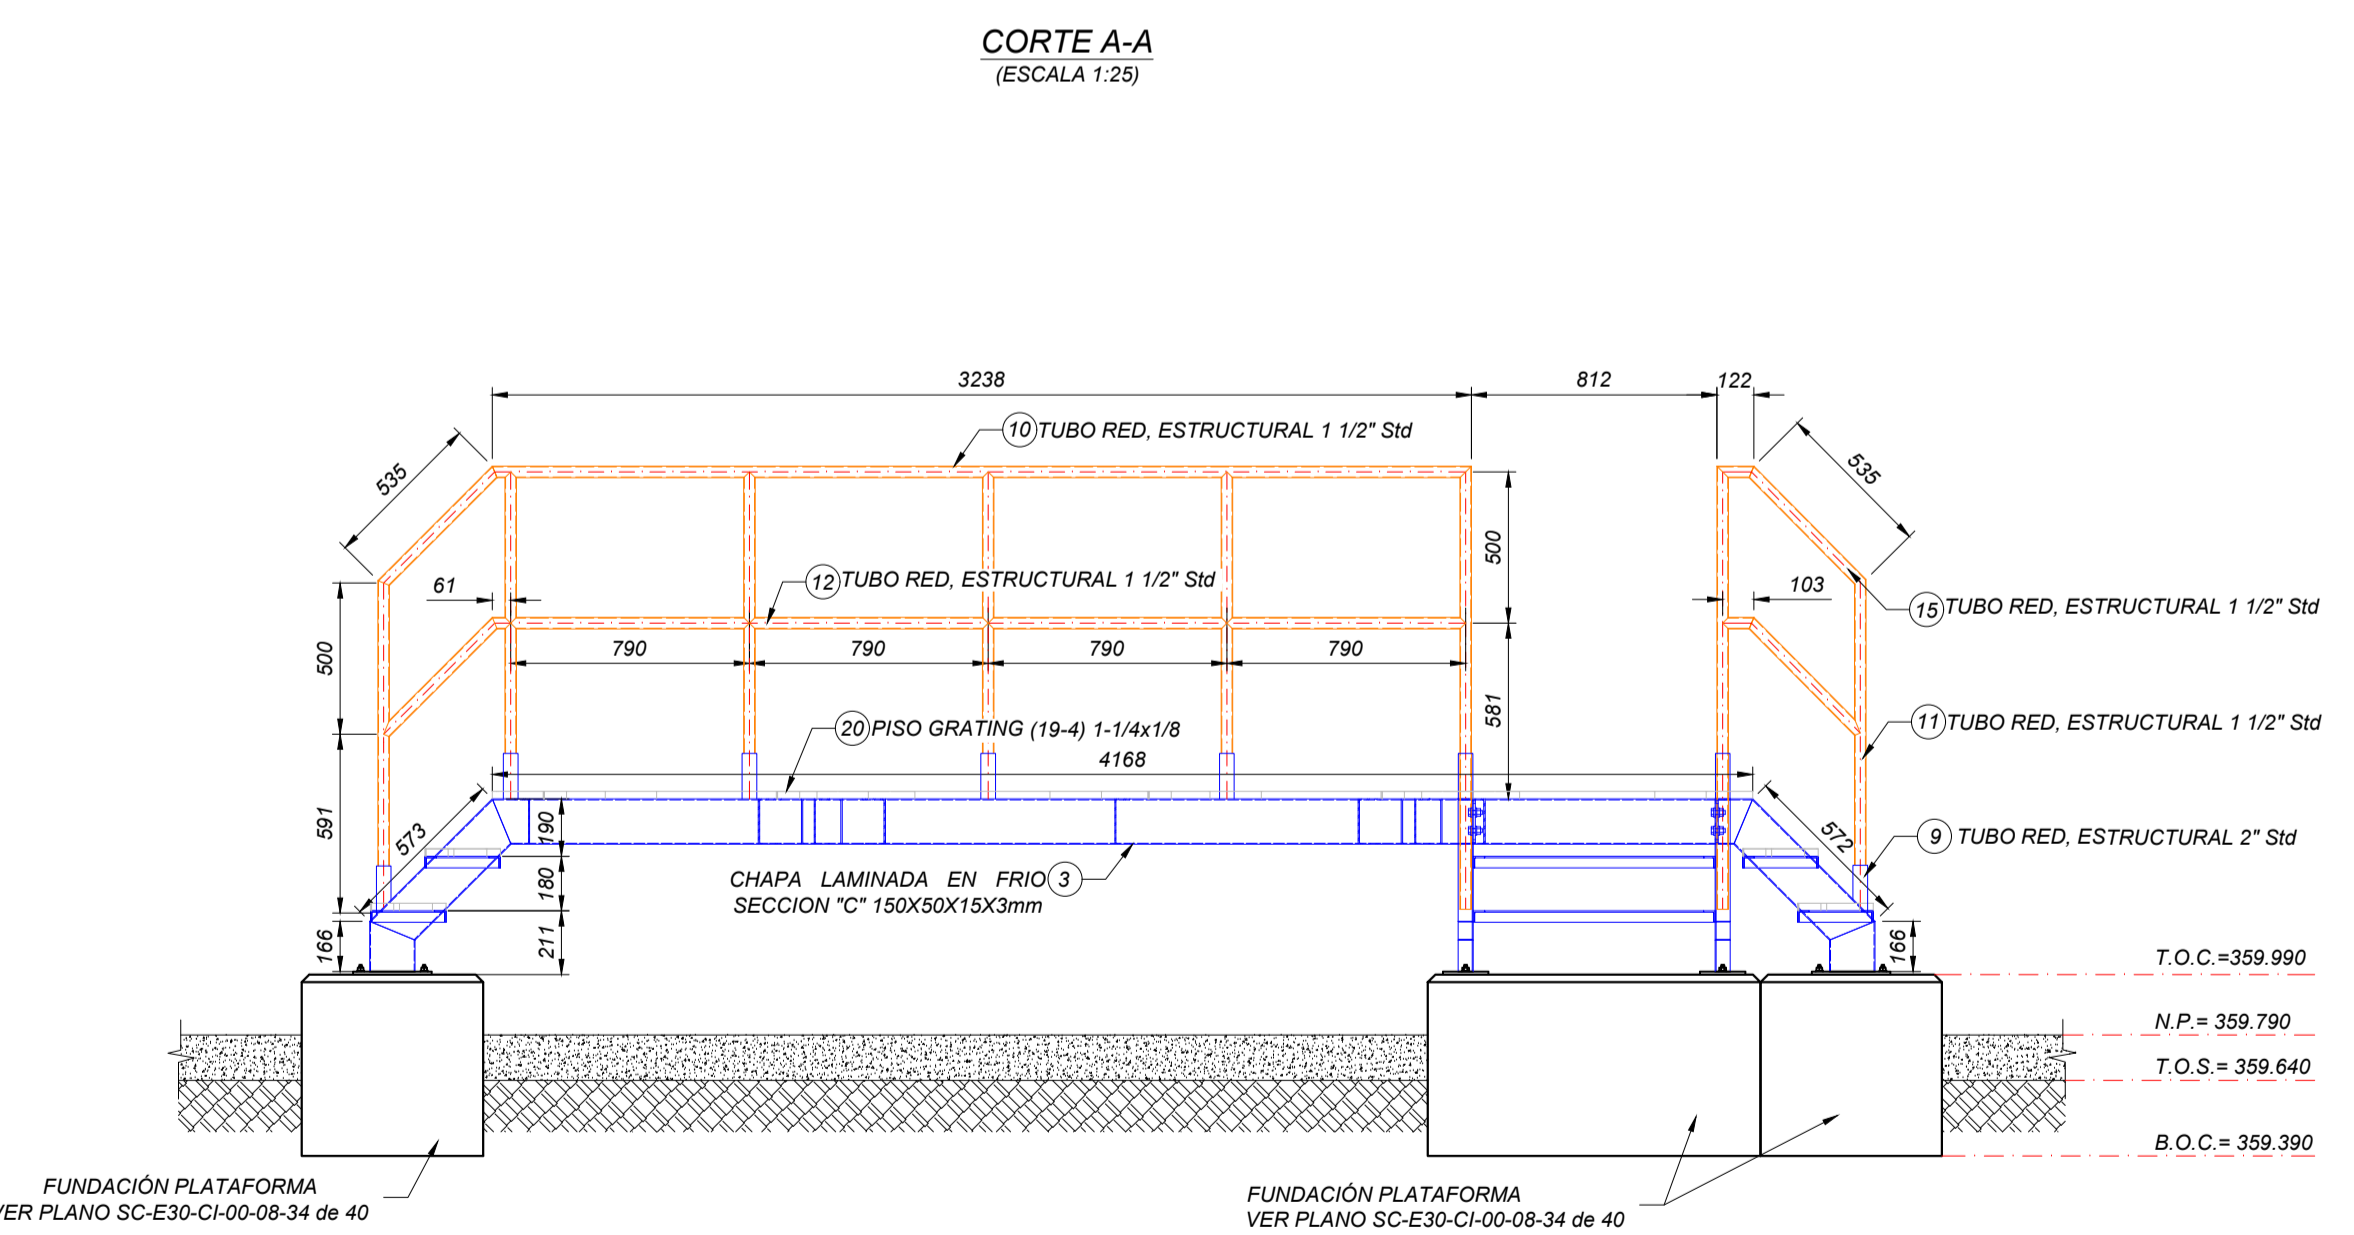 CORTE A-A
(ESCALA 1:25)
3238
812
122
10 TUBO RED, ESTRUCTURAL 1 1/2" Std
535
535
500
61
12 TUBO RED, ESTRUCTURAL 1 1/2" Std
103
15 TUBO RED, ESTRUCTURAL 1 1/2" Std
500
790
790
790
790
581
20 PISO GRATING (19-4) 1-1/4x1/8
11 TUBO RED, ESTRUCTURAL 1 1/2" Std
4168
591
573
190
572
9 TUBO RED, ESTRUCTURAL 2" Std
180
CHAPA LAMINADA EN FRIO 3
SECCION "C" 150X50X15X3mm
166
211
166
T.O.C.=359.990
N.P.= 359.790
T.O.S.= 359.640
B.O.C.= 359.390
FUNDACIÓN PLATAFORMA
VER PLANO SC-E30-CI-00-08-34 de 40
FUNDACIÓN PLATAFORMA
VER PLANO SC-E30-CI-00-08-34 de 40